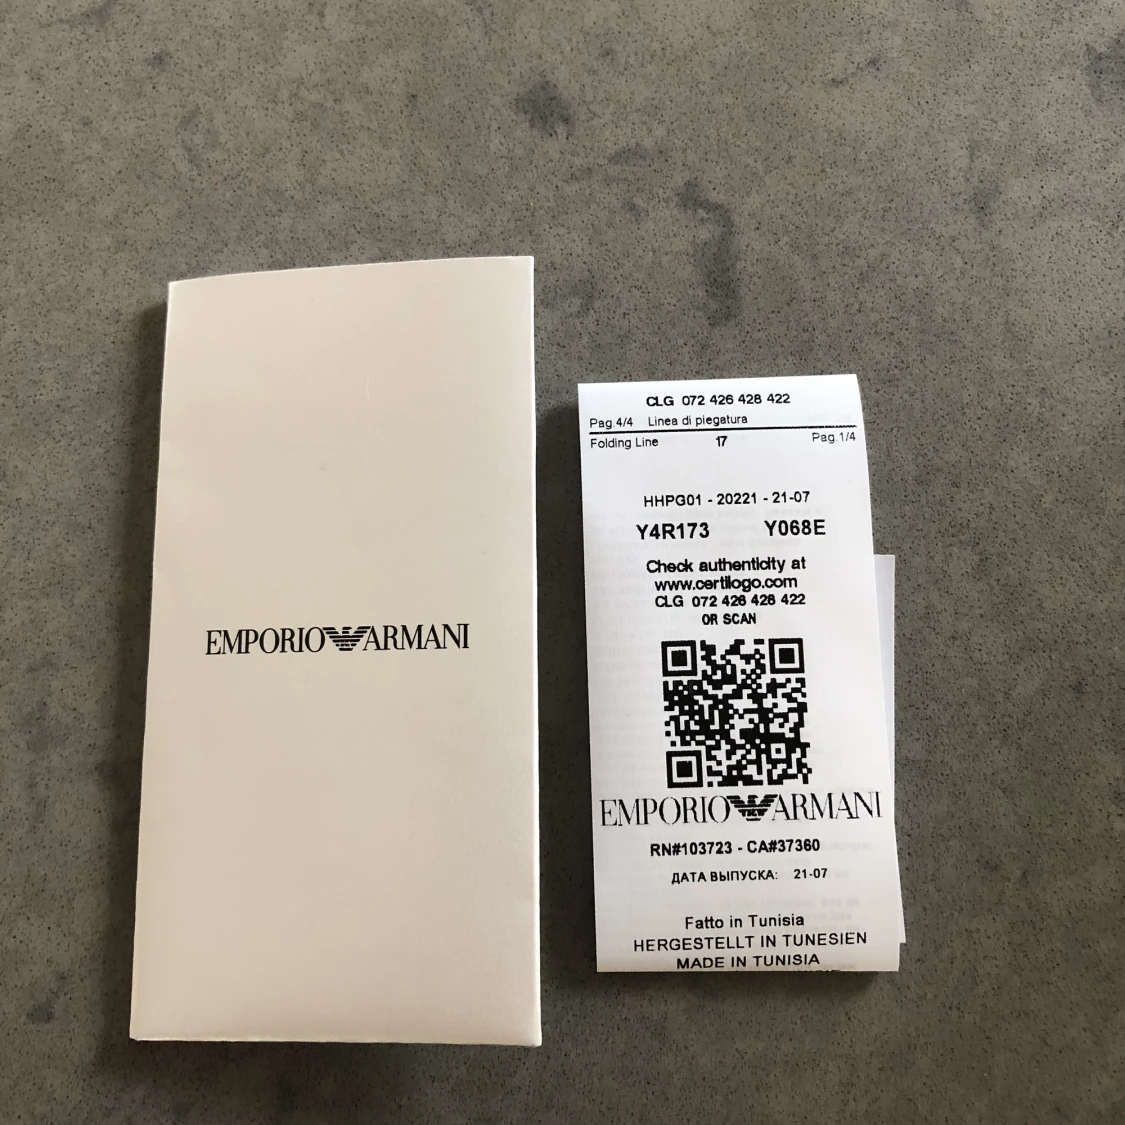 EMPORIO ARMANI
CLG 072 426 428 422
Pag.4/4 Linea di piegatura
Folding Line 17 Pag.1/4
HHPG01 - 20221 - 21-07
Y4R173 Y068E
Check authenticity at
www.certilogo.com
CLG 072 426 428 422
OR SCAN
EMPORIO ARMANI
RN#103723 - CA#37360
ДАТА ВЫПУСКА: 21-07
Fatto in Tunisia
HERGESTELLT IN TUNESIEN
MADE IN TUNISIA